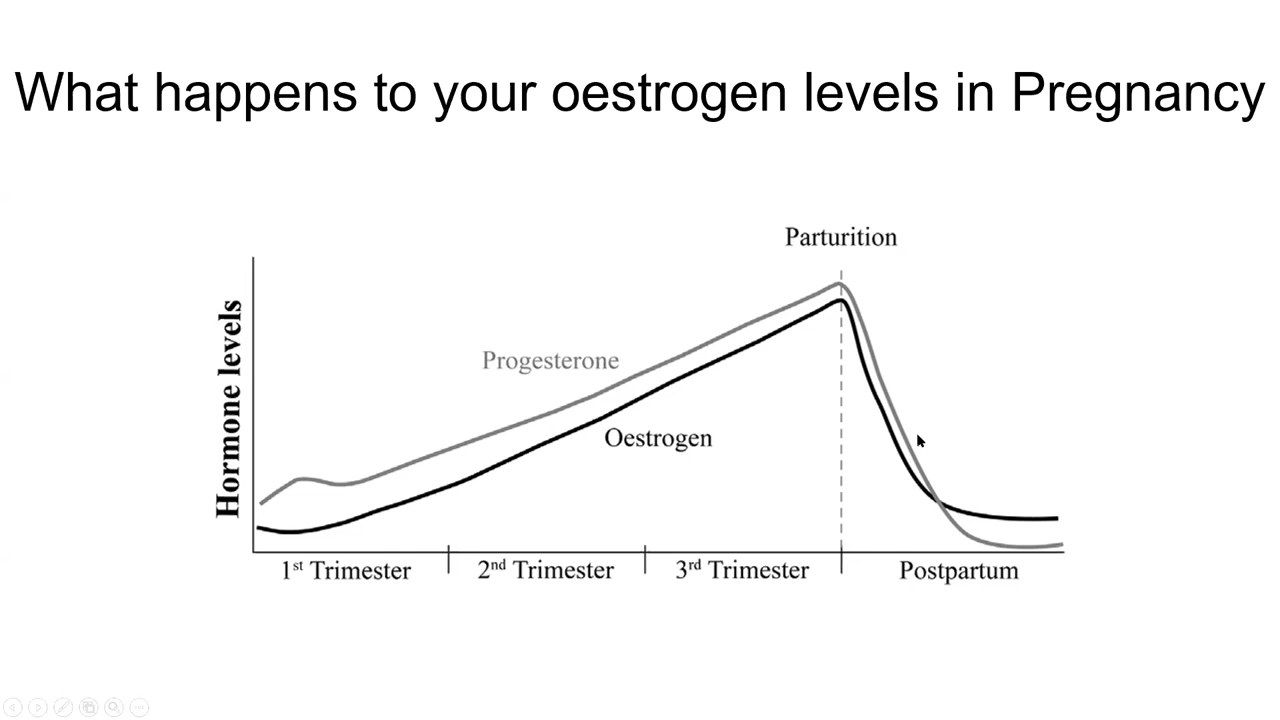 What happens to your oestrogen levels in Pregnancy
Parturition
Hormone levels
Progesterone
Oestrogen
1st Trimester
2nd Trimester
3rd Trimester
Postpartum